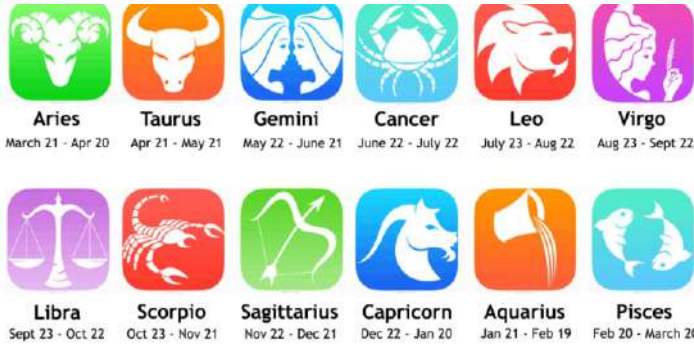 Aries Taurus Gemini Cancer Leo Virgo
March 21 - Apr 20 Apr 21 - May 21 May 22 - June 21 June 22 - July 22 July 23 - Aug 22 Aug 23 - Sept 22
Libra Scorpio Sagittarius Capricorn Aquarius Pisces
Sept 23 - Oct 22 Oct 23 - Nov 21 Nov 22 - Dec 21 Dec 22 - Jan 20 Jan 21 - Feb 19 Feb 20 - March 20